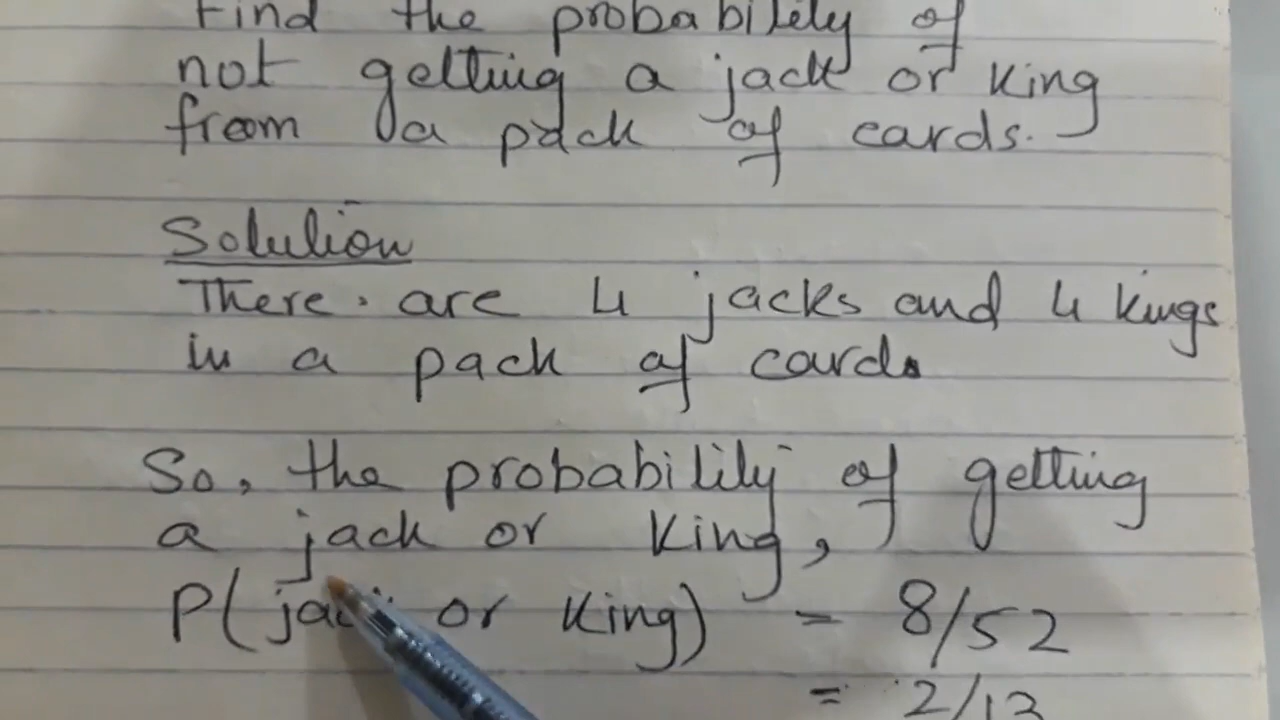 Find the probability of
not getting a jack or king
from a pack of cards.
Solution
There are 4 jacks and 4 kings
in a pack of cards
So, the probability of getting
a jack or king,
P(jack or king) = 8/52
= 2/13